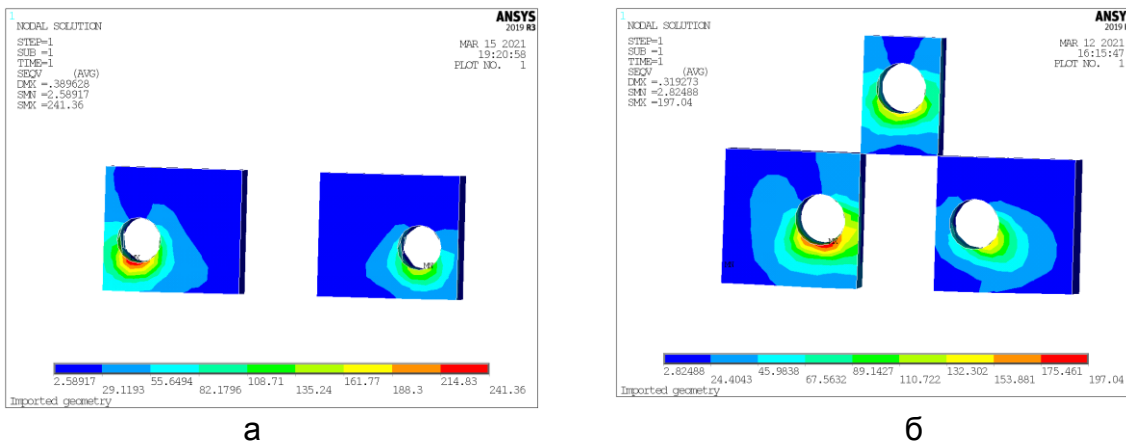 1
ANSYS
2019 R3
NODAL SOLUTION
STEP=1
SUB =1
TIME=1
SEQV (AVG)
DMX =.389628
SMN =2.58917
SMX =241.36
MAR 15 2021
19:20:58
PLOT NO. 1
MN
2.58917 29.1193 55.6494 82.1796 108.71 135.24 161.77 188.3 214.83 241.36
Imported geometry
а
1
ANSY
2019
NODAL SOLUTION
STEP=1
SUB =1
TIME=1
SEQV (AVG)
DMX =.319273
SMN =2.82488
SMX =197.04
MAR 12 2021
16:15:47
PLOT NO. 1
2.82488 24.4043 45.9838 67.5632 89.1427 110.722 132.302 153.881 175.461 197.04
Imported geometry
б